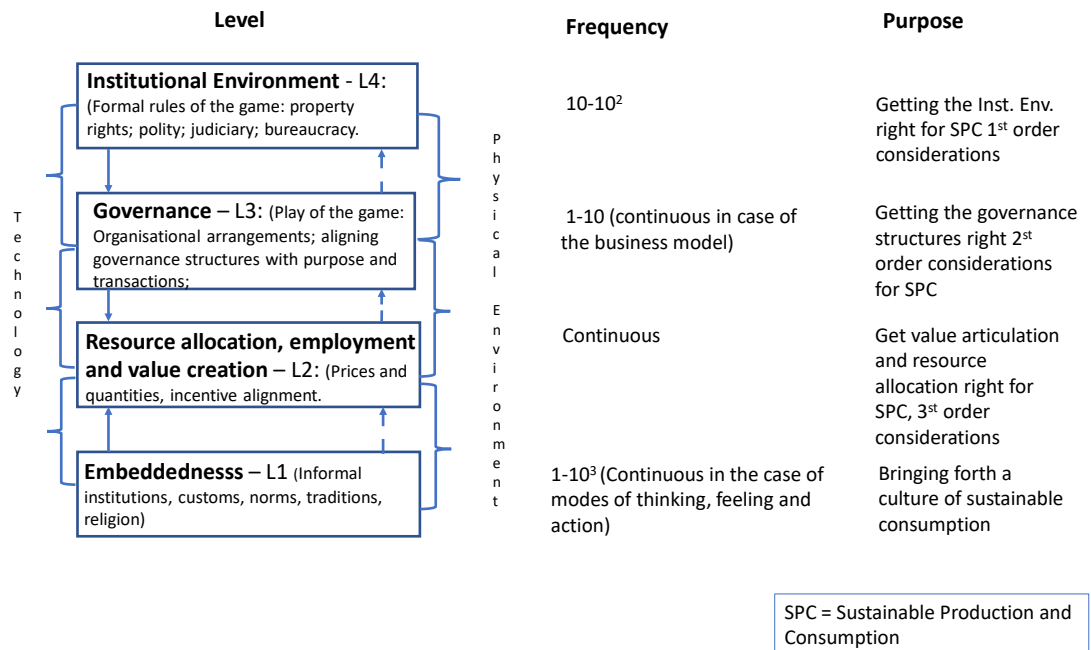 Level
Frequency
Purpose
Institutional Environment - L4:
(Formal rules of the game: property
rights; polity; judiciary; bureaucracy.
10-10²
Getting the Inst. Env.
right for SPC 1st order
considerations
Governance – L3: (Play of the game:
Organisational arrangements; aligning
governance structures with purpose and
transactions;
1-10 (continuous in case of
the business model)
Getting the governance
structures right 2st
order considerations
for SPC
Resource allocation, employment
and value creation – L2: (Prices and
quantities, incentive alignment.
Continuous
Get value articulation
and resource
allocation right for
SPC, 3st order
considerations
Embeddednesss – L1 (Informal
institutions, customs, norms, traditions,
religion)
1-10³ (Continuous in the case of
modes of thinking, feeling and
action)
Bringing forth a
culture of sustainable
consumption
Technology
Physical Environment
SPC = Sustainable Production and
Consumption